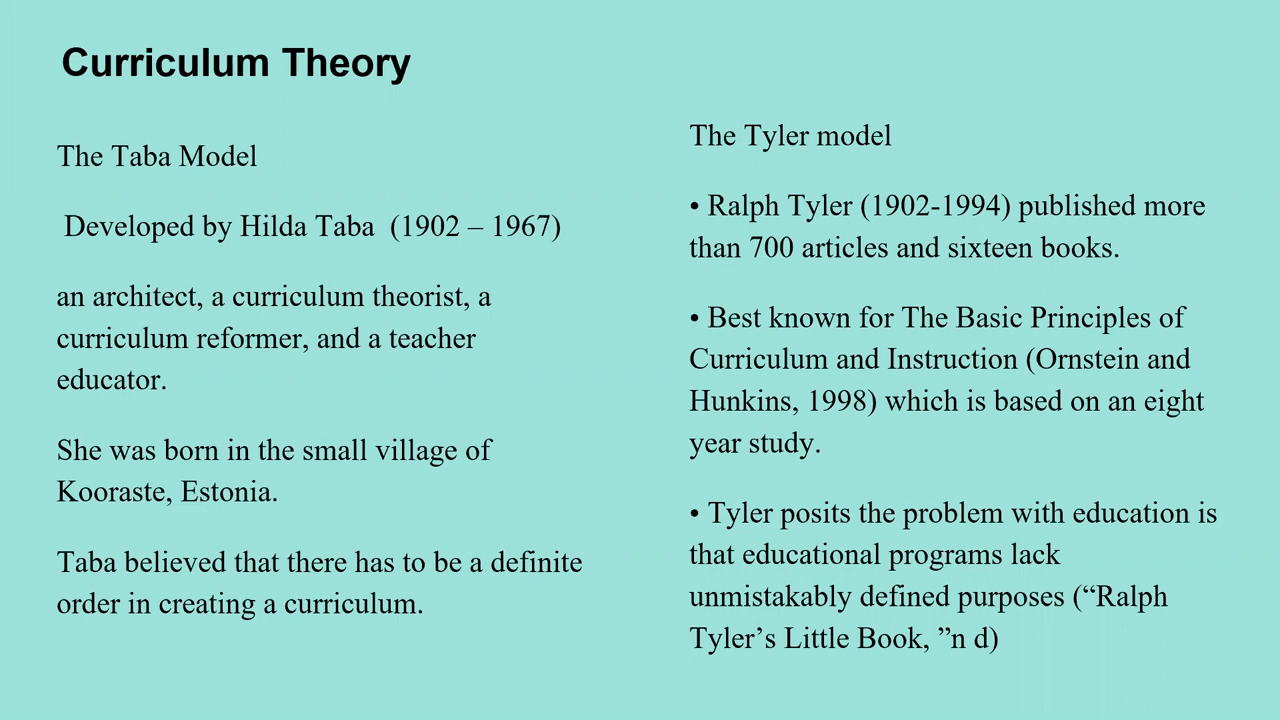 Curriculum Theory
The Taba Model
Developed by Hilda Taba (1902 – 1967)
an architect, a curriculum theorist, a
curriculum reformer, and a teacher
educator.
She was born in the small village of
Kooraste, Estonia.
Taba believed that there has to be a definite
order in creating a curriculum.
The Tyler model
• Ralph Tyler (1902-1994) published more
than 700 articles and sixteen books.
• Best known for The Basic Principles of
Curriculum and Instruction (Ornstein and
Hunkins, 1998) which is based on an eight
year study.
• Tyler posits the problem with education is
that educational programs lack
unmistakably defined purposes (“Ralph
Tyler’s Little Book, ”n d)